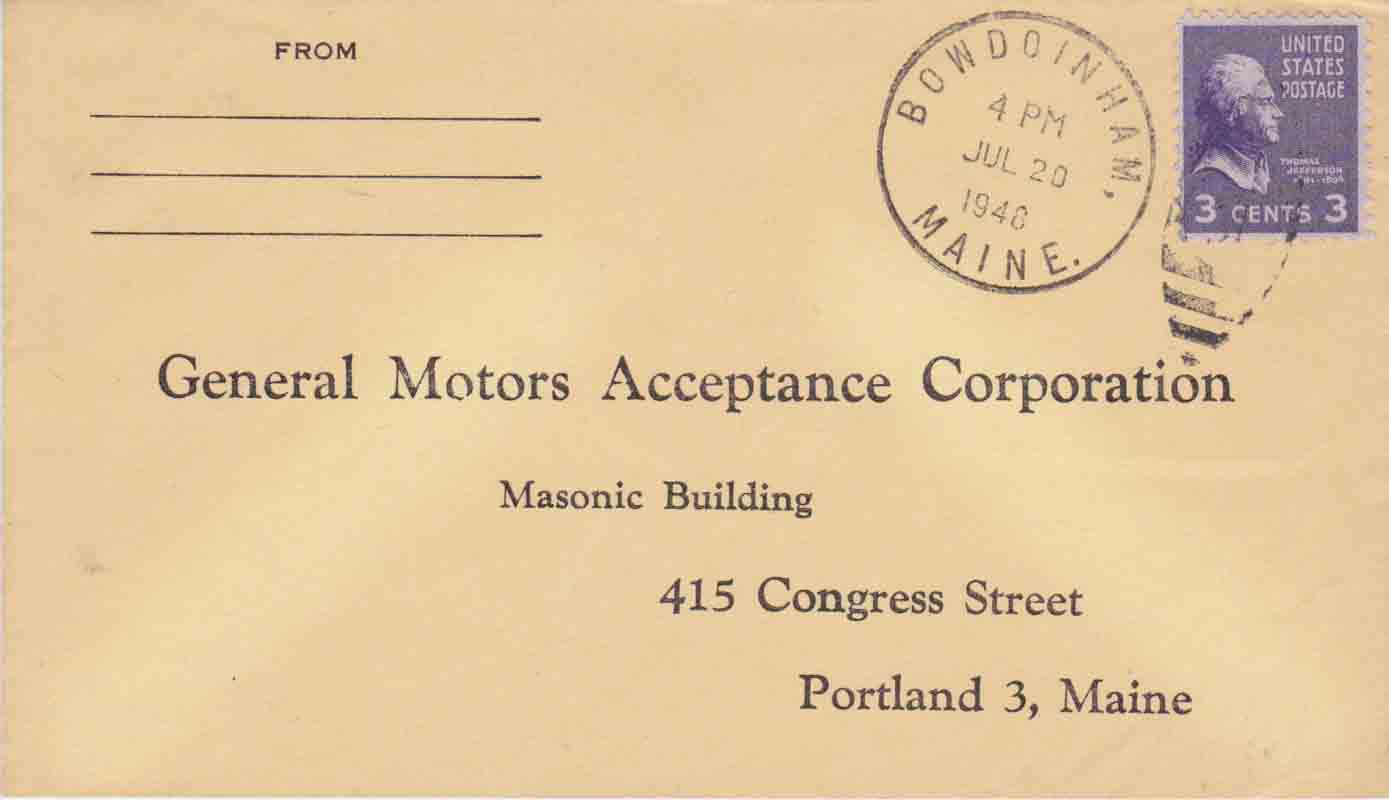 FROM
BOWDOINHAM,
4 PM
JUL 20
1948
MAINE.
UNITED
STATES
POSTAGE
THOMAS
JEFFERSON
3 CENTS 3
General Motors Acceptance Corporation
Masonic Building
415 Congress Street
Portland 3, Maine